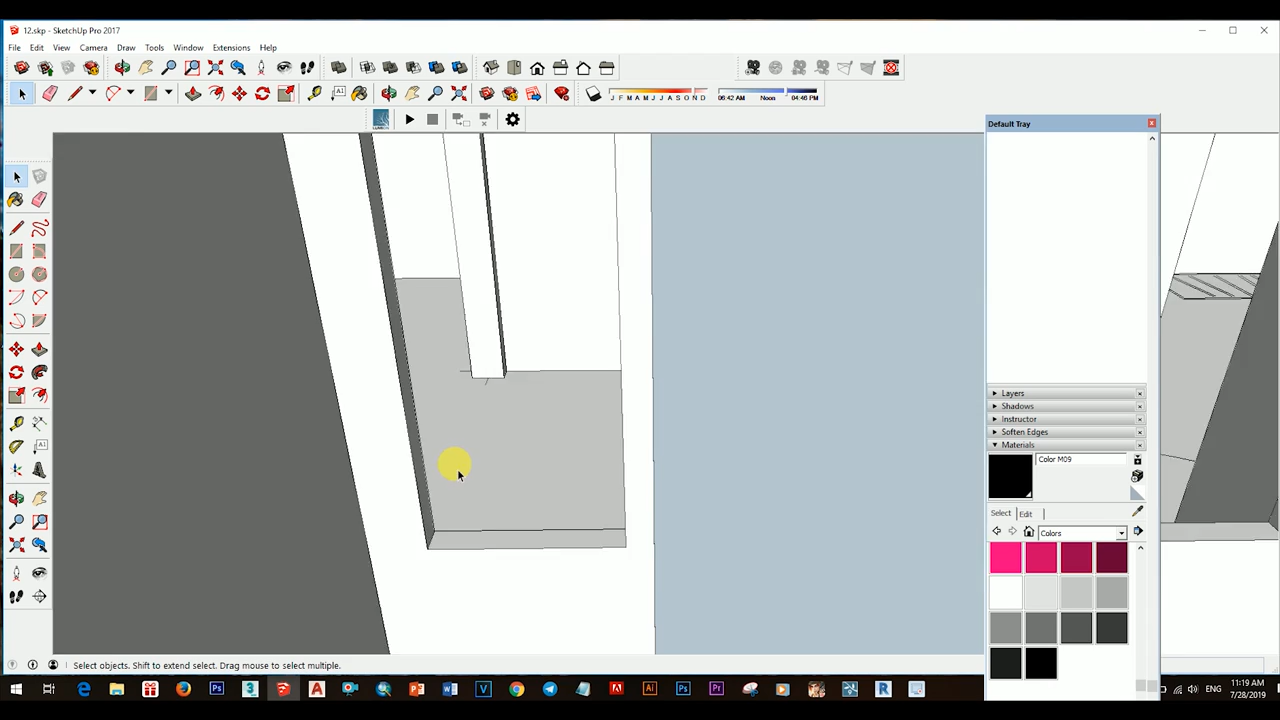 12.skp - SketchUp Pro 2017
File Edit View Camera Draw Tools Window Extensions Help
J F M A M J J A S O N D 06:42 AM Noon 04:46 PM
Default Tray
Layers
Shadows
Instructor
Soften Edges
Materials
Color M09
Select Edit
Colors
Select objects. Shift to extend select. Drag mouse to select multiple.
ENG
11:19 AM
7/28/2019